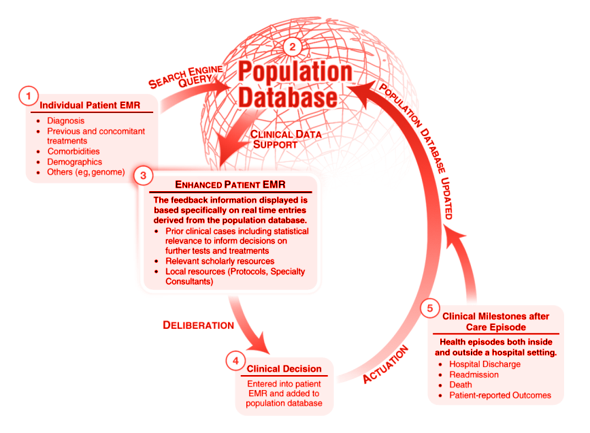 1
Individual Patient EMR
• Diagnosis
• Previous and concomitant
treatments
• Comorbidities
• Demographics
• Others (eg, genome)
SEARCH ENGINE
QUERY
2
Population
Database
CLINICAL DATA
SUPPORT
3
ENHANCED PATIENT EMR
The feedback information displayed is
based specifically on real time entries
derived from the population database.
• Prior clinical cases including statistical
relevance to inform decisions on
further tests and treatments
• Relevant scholarly resources
• Local resources (Protocols, Specialty
Consultants)
DELIBERATION
4
Clinical Decision
Entered into patient
EMR and added to
population database
ACTUATION
5
Clinical Milestones after
Care Episode
Health episodes both inside
and outside a hospital setting.
• Hospital Discharge
• Readmission
• Death
• Patient-reported Outcomes
POPULATION DATABASE UPDATED